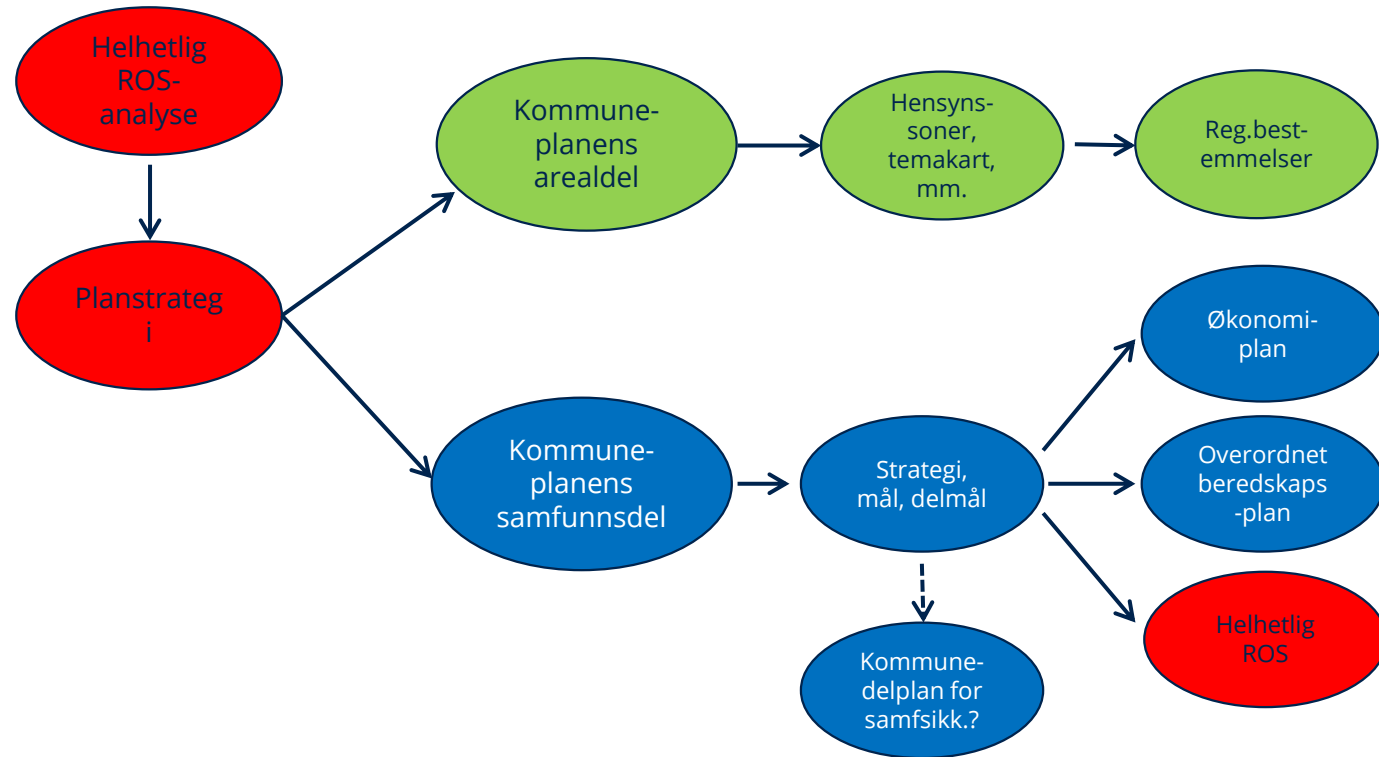 Helhetlig
ROS-
analyse
Planstrateg
i
Kommune-
planens
arealdel
Hensyns-
soner,
temakart,
mm.
Reg.best-
emmelser
Kommune-
planens
samfunnsdel
Strategi,
mål, delmål
Kommune-
delplan for
samfsikk.?
Økonomi-
plan
Overordnet
beredskaps
-plan
Helhetlig
ROS